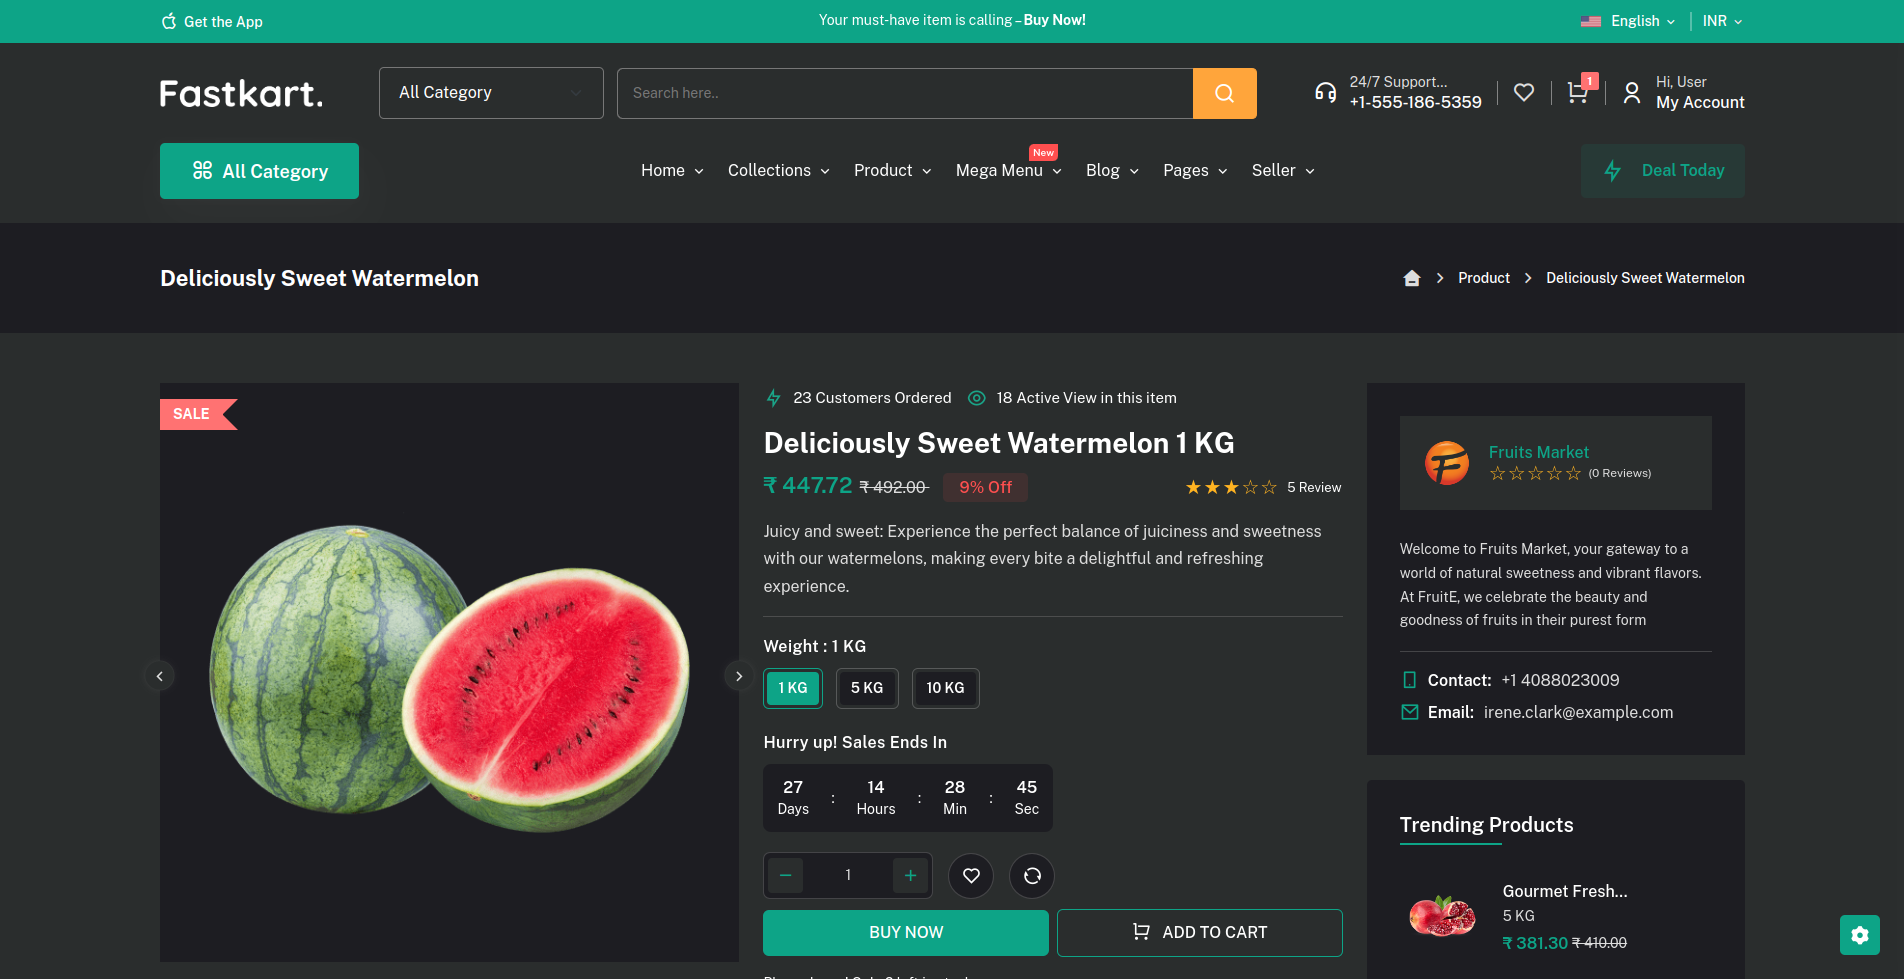 Get the App
Your must-have item is calling – Buy Now!
English
INR
Fastkart.
All Category
Search here..
24/7 Support...
+1-555-186-5359
1
Hi, User
My Account
All Category
Home
Collections
Product
Mega Menu
New
Blog
Pages
Seller
Deal Today
Deliciously Sweet Watermelon
Product
Deliciously Sweet Watermelon
SALE
23 Customers Ordered
18 Active View in this item
Deliciously Sweet Watermelon 1 KG
₹ 447.72 ₹ 492.00 9% Off
5 Review
Juicy and sweet: Experience the perfect balance of juiciness and sweetness
with our watermelons, making every bite a delightful and refreshing
experience.
Weight : 1 KG
1 KG
5 KG
10 KG
Hurry up! Sales Ends In
27 : 14 : 28 : 45
Days Hours Min Sec
1
BUY NOW
ADD TO CART
Fruits Market
(0 Reviews)
Welcome to Fruits Market, your gateway to a
world of natural sweetness and vibrant flavors.
At FruitE, we celebrate the beauty and
goodness of fruits in their purest form
Contact: +1 4088023009
Email: irene.clark@example.com
Trending Products
Gourmet Fresh...
5 KG
₹ 381.30 ₹ 410.00